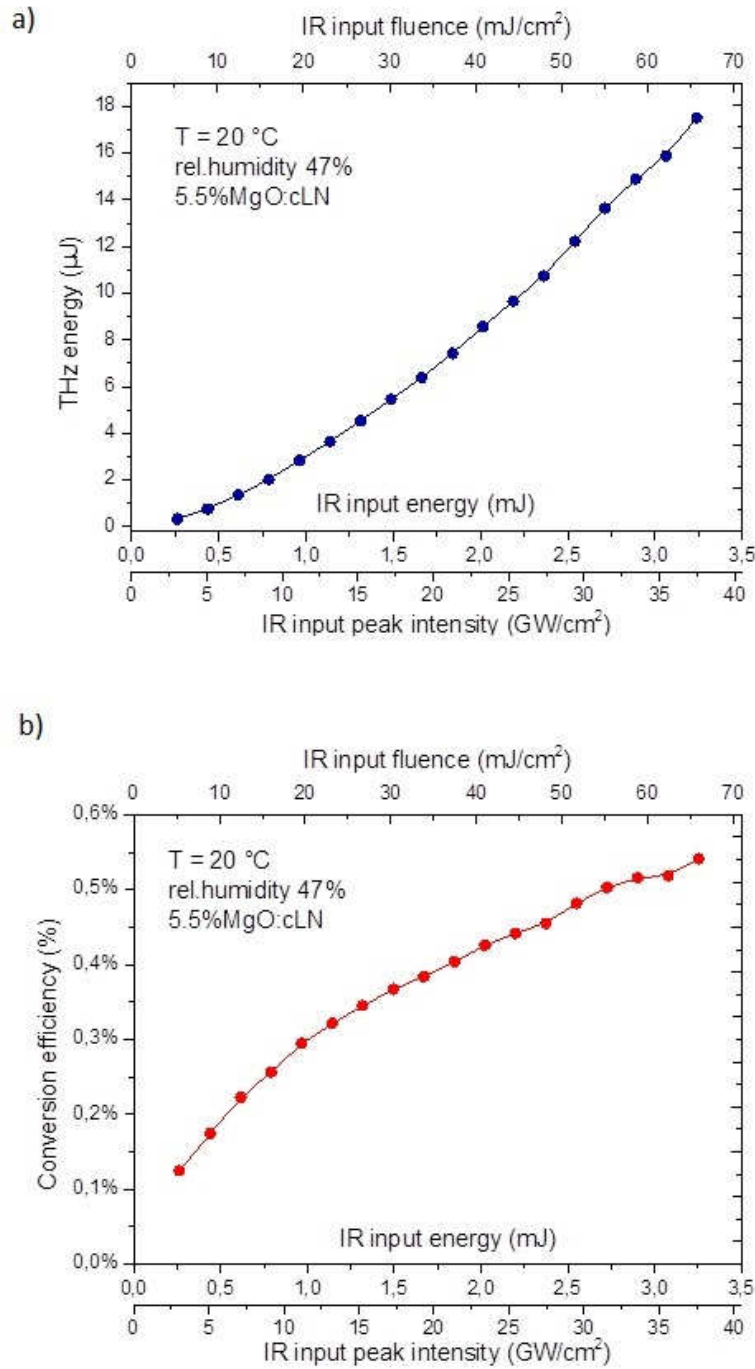 a)
IR input fluence (mJ/cm²)
0 10 20 30 40 50 60 70
T = 20 °C
rel.humidity 47%
5.5%MgO:cLN
THz energy (µJ)
18
16
14
12
10
8
6
4
2
0
IR input energy (mJ)
0,0 0,5 1,0 1,5 2,0 2,5 3,0 3,5
0 5 10 15 20 25 30 35 40
IR input peak intensity (GW/cm²)
b)
IR input fluence (mJ/cm²)
0 10 20 30 40 50 60 70
T = 20 °C
rel.humidity 47%
5.5%MgO:cLN
Conversion efficiency (%)
0,6%
0,5%
0,4%
0,3%
0,2%
0,1%
0,0%
IR input energy (mJ)
0,0 0,5 1,0 1,5 2,0 2,5 3,0 3,5
0 5 10 15 20 25 30 35 40
IR input peak intensity (GW/cm²)